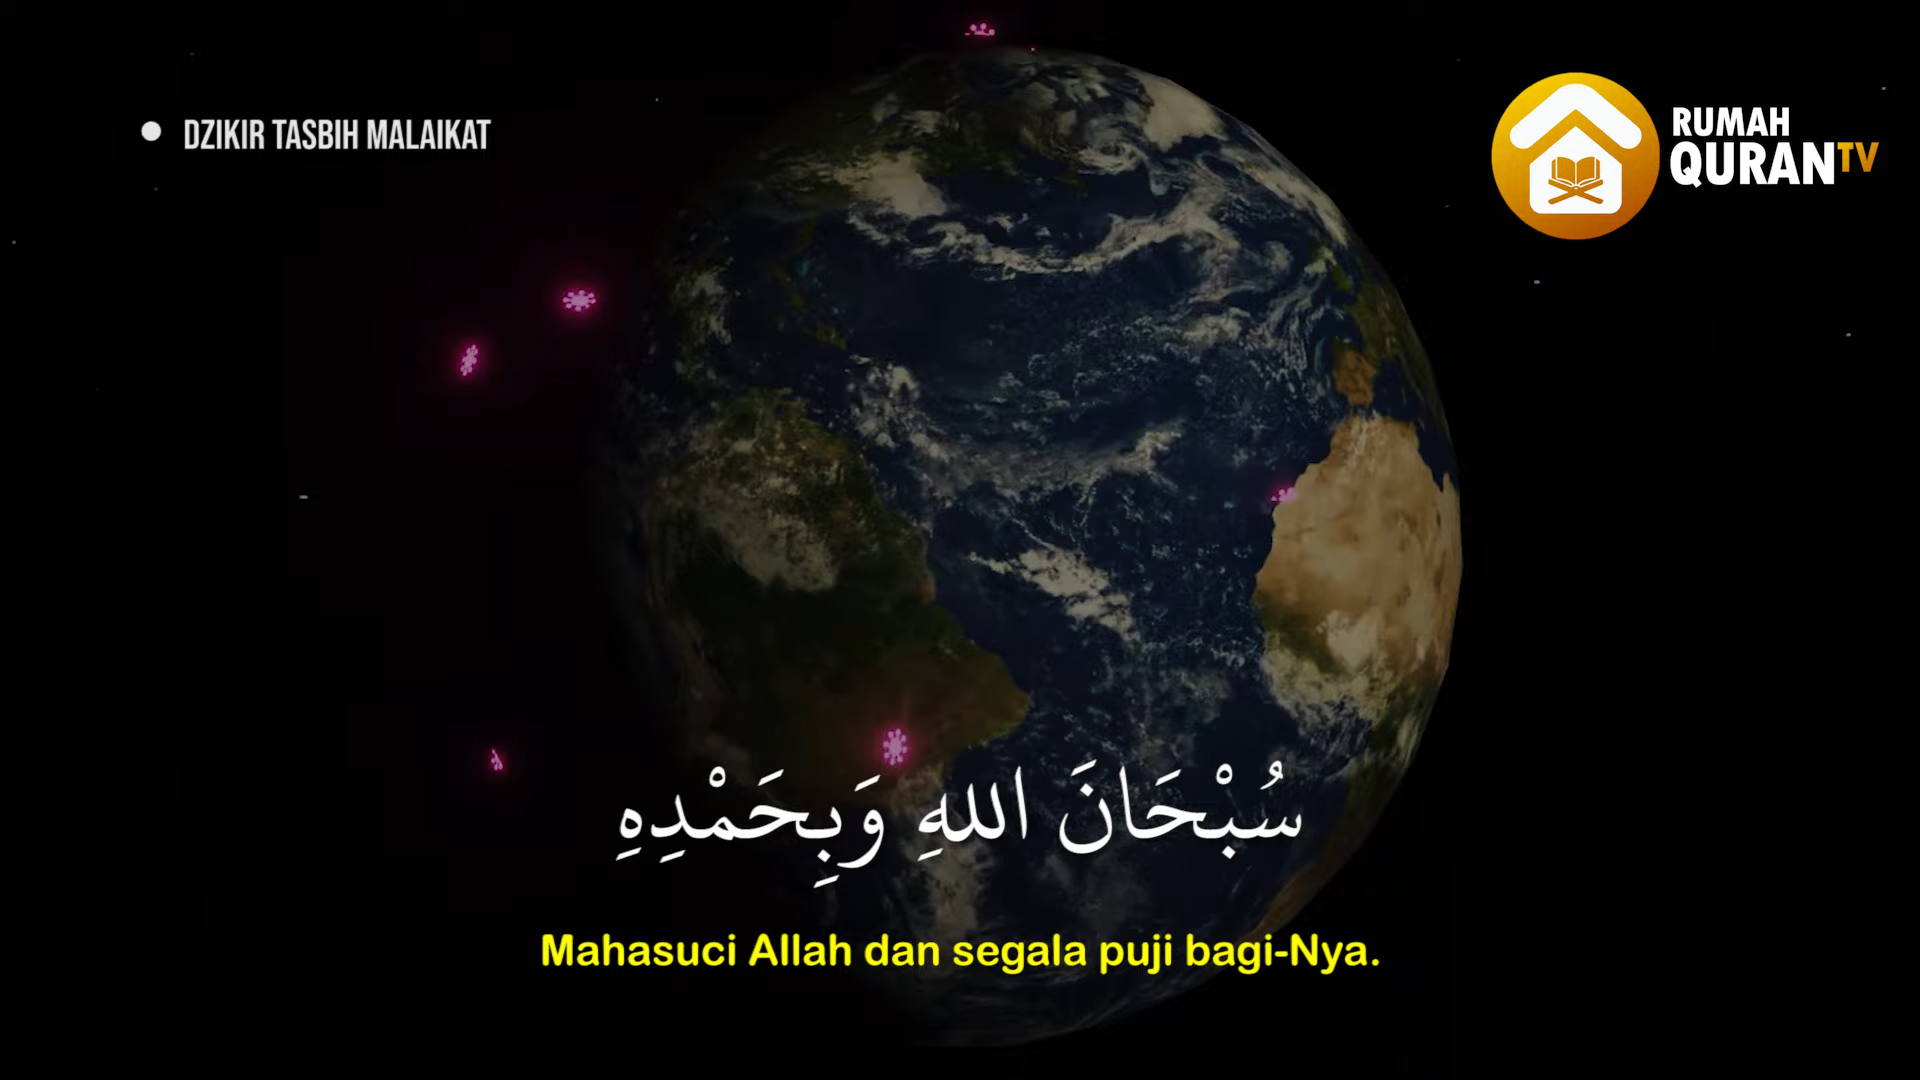 DZIKIR TASBIH MALAIKAT
RUMAH
QURANTV
سُبْحَانَ اللهِ وَبِحَمْدِهِ
Mahasuci Allah dan segala puji bagi-Nya.